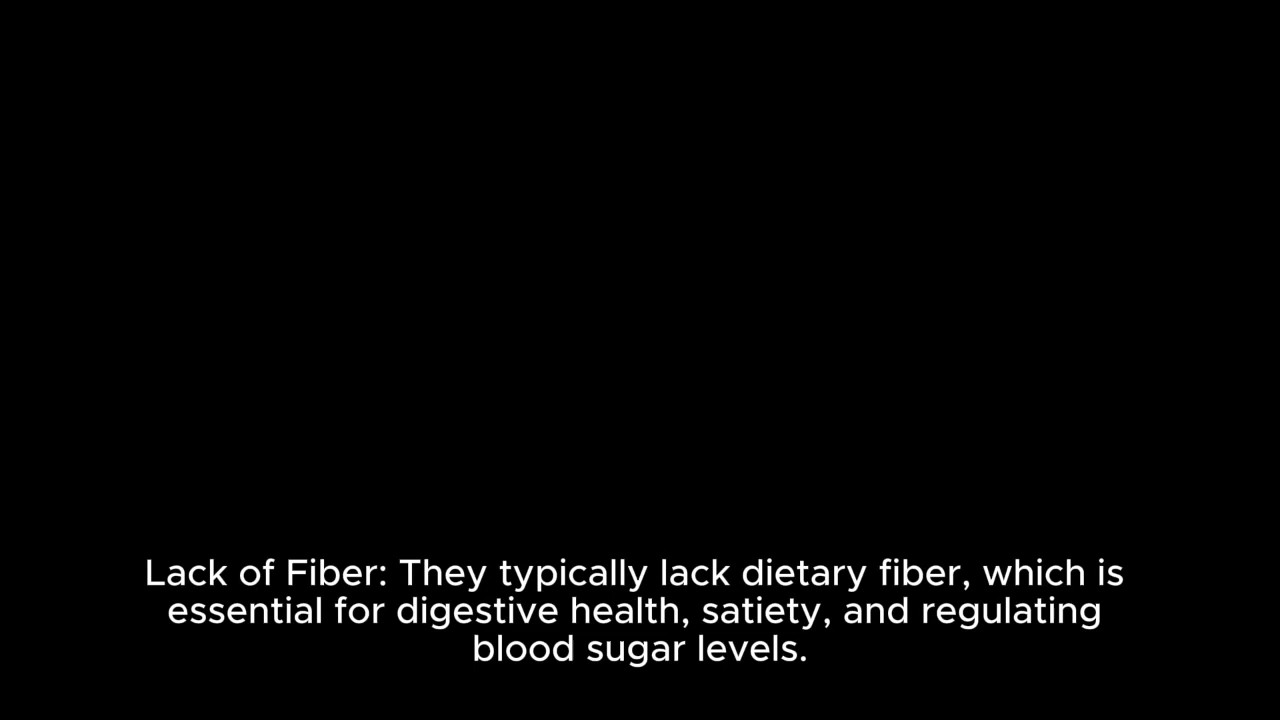 Lack of Fiber: They typically lack dietary fiber, which is
essential for digestive health, satiety, and regulating
blood sugar levels.